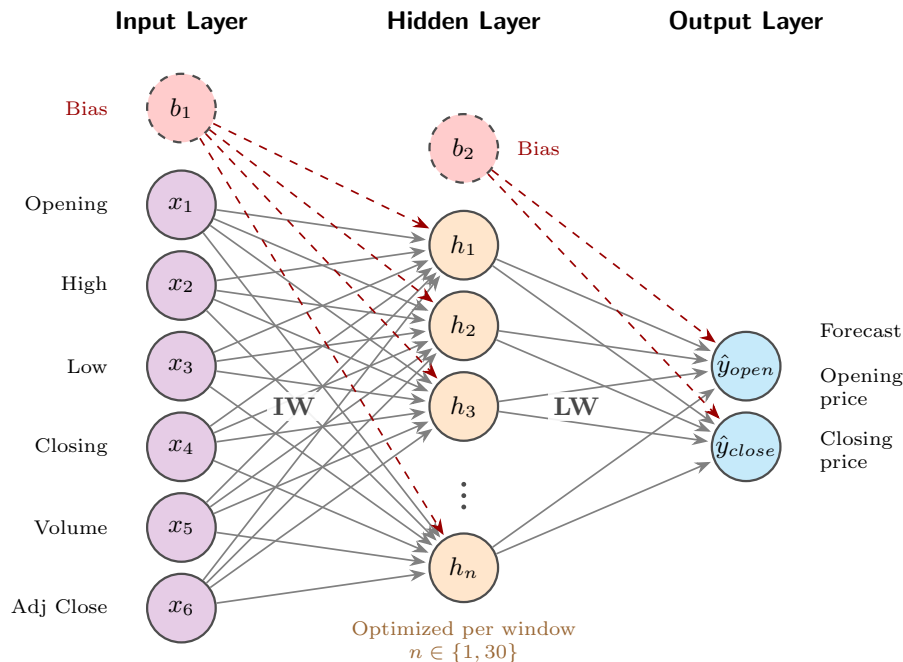 Input Layer
Hidden Layer
Output Layer
Bias
b₁
b₂
Bias
Opening
x₁
h₁
High
x₂
h₂
Low
x₃
h₃
Closing
x₄
Volume
x₅
Adj Close
x₆
⋮
hₙ
IW
LW
ŷ_open
ŷ_close
Forecast
Opening
price
Closing
price
Optimized per window
n ∈ {1, 30}